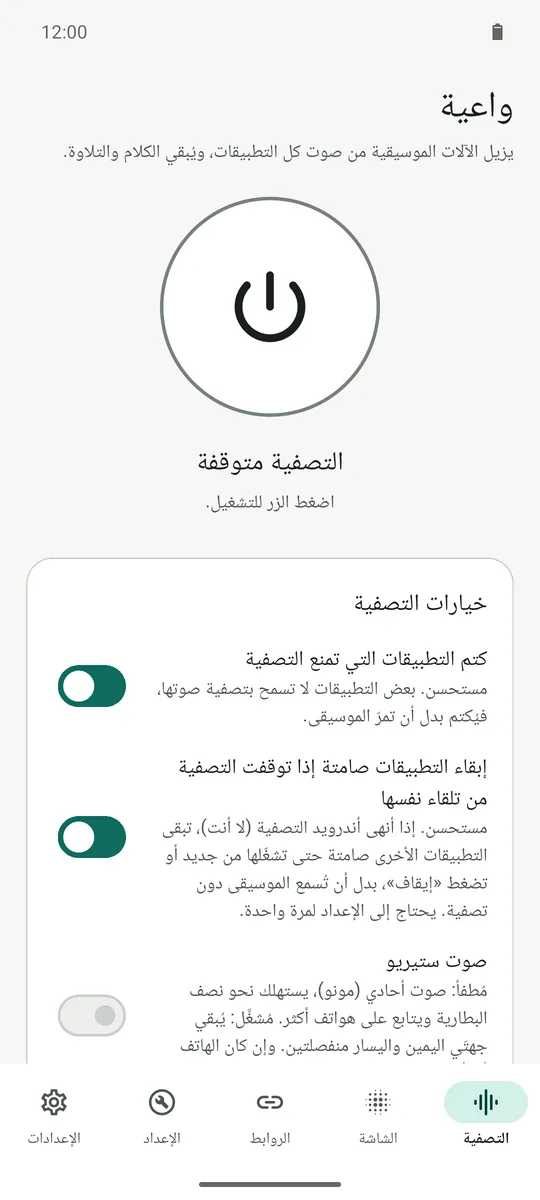 12:00
واعية
يزيل الآلات الموسيقية من صوت كل التطبيقات، ويُبقي الكلام والتلاوة.
التصفية متوقفة
اضغط الزر للتشغيل.
خيارات التصفية
كتم التطبيقات التي تمنع التصفية
مستحسن. بعض التطبيقات لا تسمح بتصفية صوتها،
فيُكتم بدل أن تمرّ الموسيقى.
إبقاء التطبيقات صامتة إذا توقفت التصفية
من تلقاء نفسها
مستحسن. إذا أنهى أندرويد التصفية (لا أنت)، تبقى
التطبيقات الأخرى صامتة حتى تشغّلها من جديد أو
تضغط «إيقاف»، بدل أن تُسمع الموسيقى دون
تصفية. يحتاج إلى الإعداد لمرة واحدة.
صوت ستيريو
مُطفأ: صوت أحادي (مونو)، يستهلك نحو نصف
البطارية ويتابع على هواتف أكثر. مُشغَّل: يُبقي
جهتَي اليمين واليسار منفصلتين. وإن كان الهاتف
التصفية
الشاشة
الروابط
الإعداد
الإعدادات